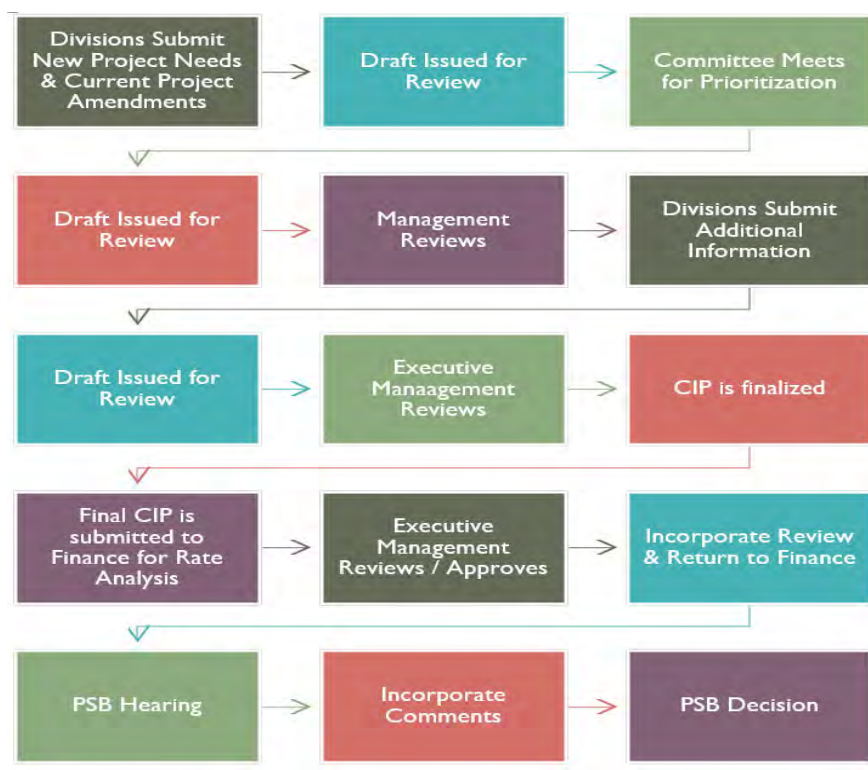 Divisions Submit
New Project Needs
& Current Project
Amendments
Draft Issued for
Review
Committee Meets
for Prioritization
Draft Issued for
Review
Management
Reviews
Divisions Submit
Additional
Information
Draft Issued for
Review
Executive
Manaagement
Reviews
CIP is finalized
Final CIP is
submitted to
Finance for Rate
Analysis
Executive
Management
Reviews / Approves
Incorporate Review
& Return to Finance
PSB Hearing
Incorporate
Comments
PSB Decision